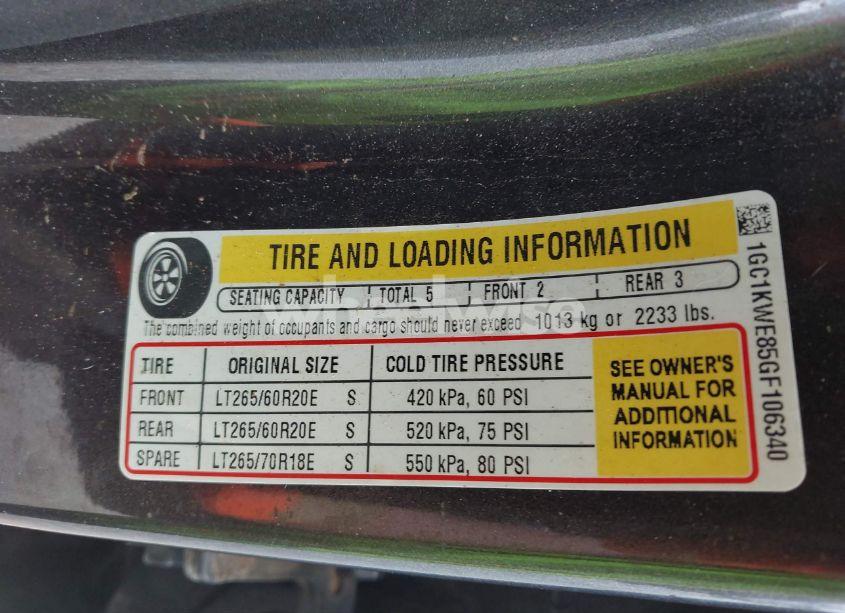 TIRE AND LOADING INFORMATION
SEATING CAPACITY TOTAL 5 FRONT 2 REAR 3
The combined weight of occupants and cargo should never exceed 1013 kg or 2233 lbs.
TIRE ORIGINAL SIZE COLD TIRE PRESSURE
FRONT LT265/60R20E S 420 kPa, 60 PSI
REAR LT265/60R20E S 520 kPa, 75 PSI
SPARE LT265/70R18E S 550 kPa, 80 PSI
SEE OWNER'S
MANUAL FOR
ADDITIONAL
INFORMATION
1GC1KWE85GF106340